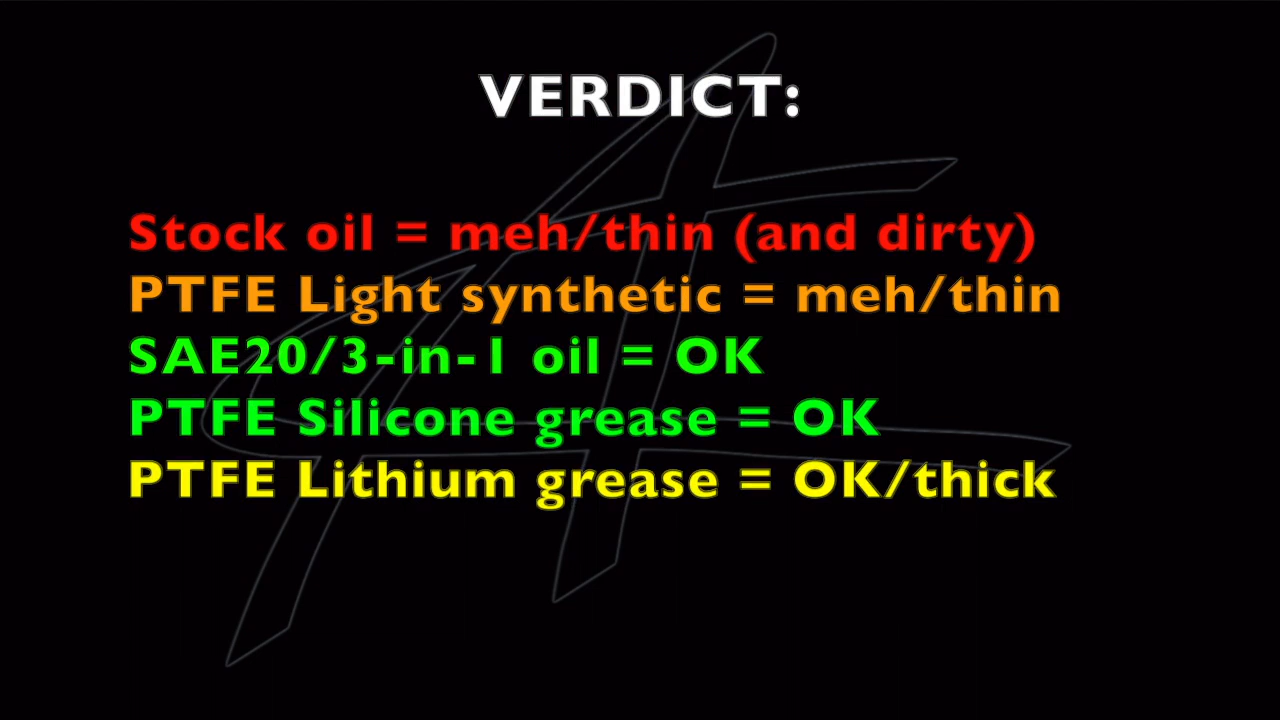 VERDICT:
Stock oil = meh/thin (and dirty)
PTFE Light synthetic = meh/thin
SAE20/3-in-1 oil = OK
PTFE Silicone grease = OK
PTFE Lithium grease = OK/thick